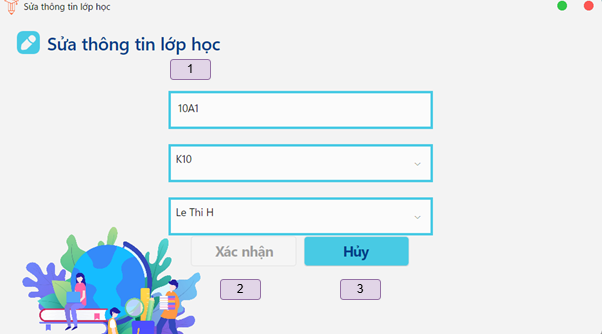 Sửa thông tin lớp học
Sửa thông tin lớp học
1
10A1
K10
Le Thi H
Xác nhận Hủy
2 3